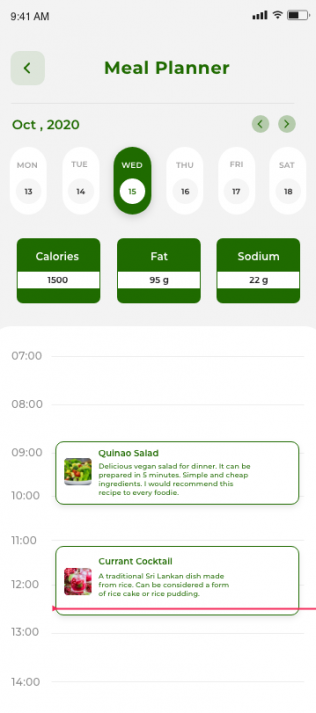 9:41 AM
Meal Planner
Oct , 2020
MON TUE WED THU FRI SAT
13 14 15 16 17 18
Calories Fat Sodium
1500 95 g 22 g
07:00
08:00
09:00
Quinao Salad
Delicious vegan salad for dinner. It can be
prepared in 5 minutes. Simple and cheap
ingredients. I would recommend this
recipe to every foodie.
10:00
11:00
Currant Cocktail
A traditional Sri Lankan dish made
from rice. Can be considered a form
of rice cake or rice pudding.
12:00
13:00
14:00